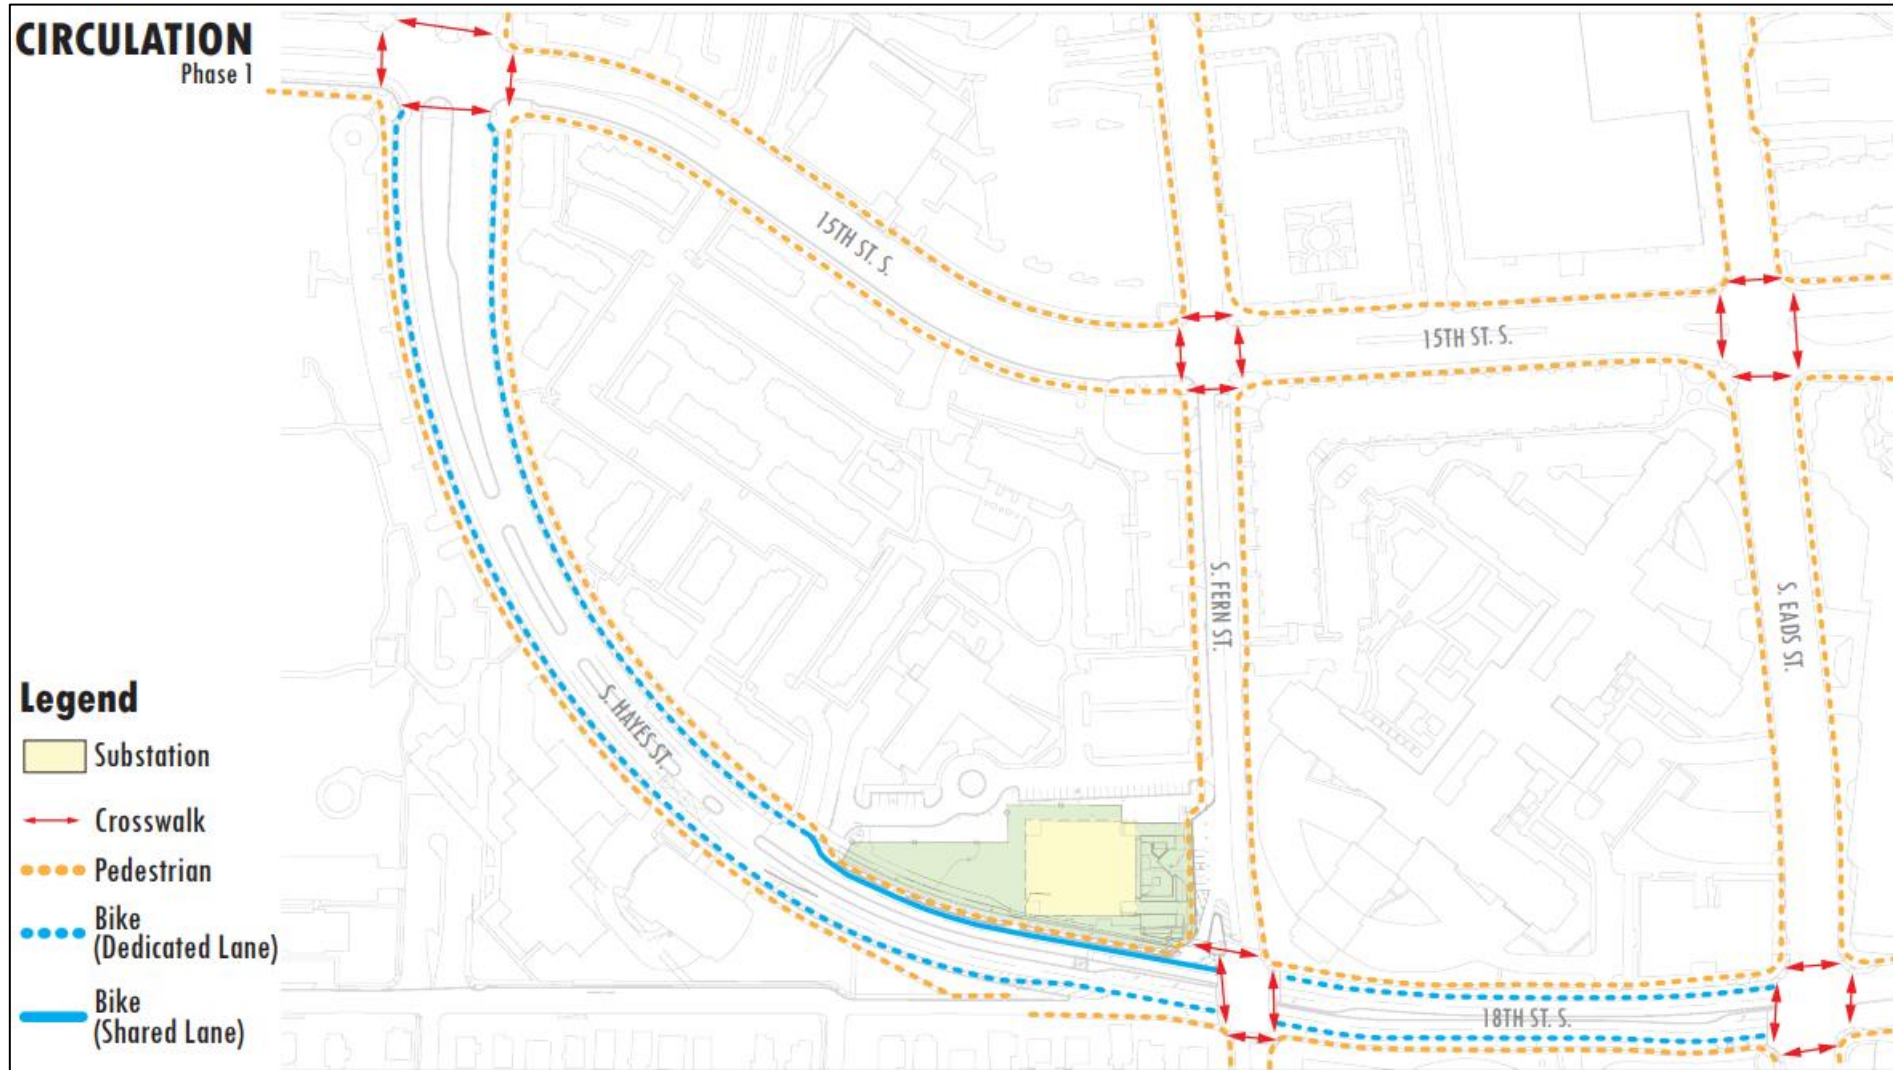 CIRCULATION
Phase 1
15TH ST. S.
15TH ST. S.
S. FERN ST.
S. EADS ST.
S. HAYES ST.
18TH ST. S.
Legend
Substation
Crosswalk
Pedestrian
Bike
(Dedicated Lane)
Bike
(Shared Lane)